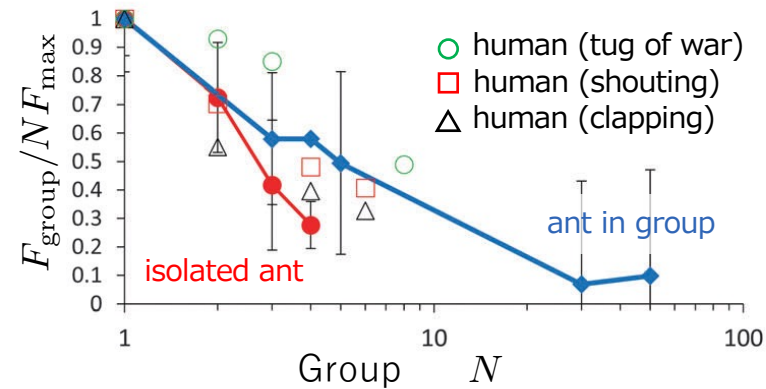 F_group/NF_max
1
0.9
0.8
0.7
0.6
0.5
0.4
0.3
0.2
0.1
0
human (tug of war)
human (shouting)
human (clapping)
ant in group
isolated ant
1 10 100
Group N